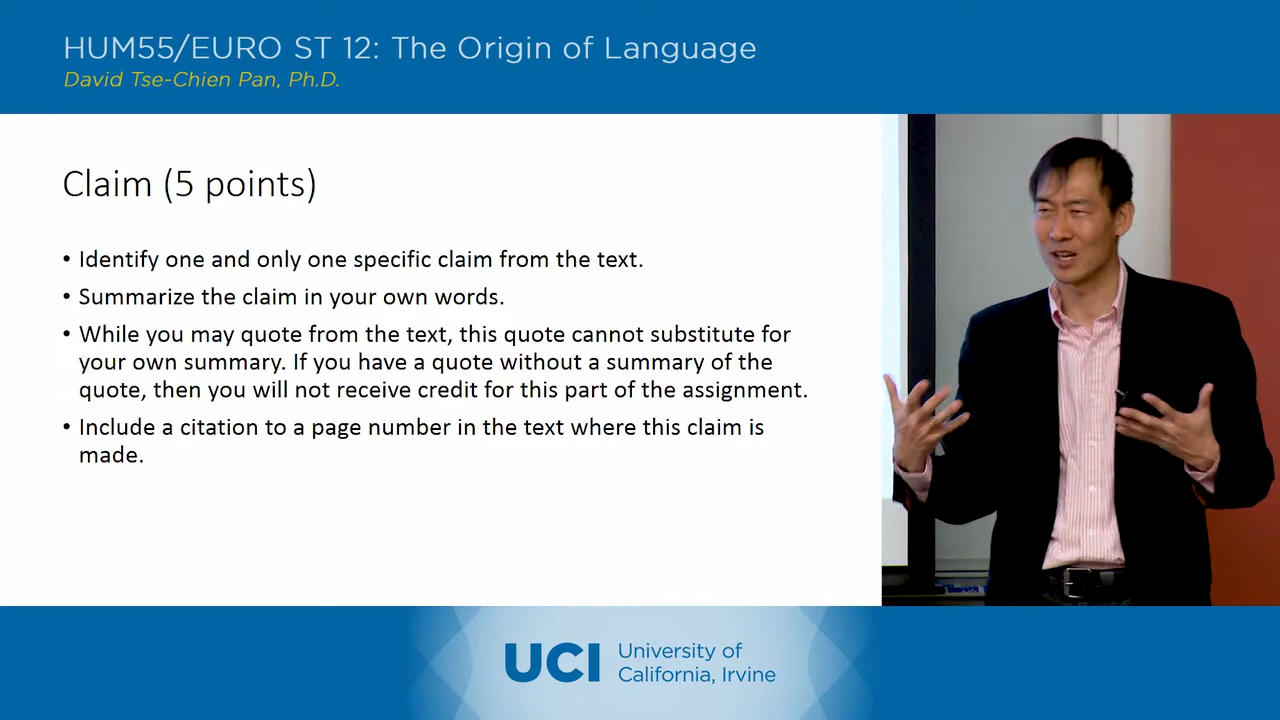 HUM55/EURO ST 12: The Origin of Language
David Tse-Chien Pan, Ph.D.
Claim (5 points)
• Identify one and only one specific claim from the text.
• Summarize the claim in your own words.
• While you may quote from the text, this quote cannot substitute for
your own summary. If you have a quote without a summary of the
quote, then you will not receive credit for this part of the assignment.
• Include a citation to a page number in the text where this claim is
made.
UCI
University of
California, Irvine